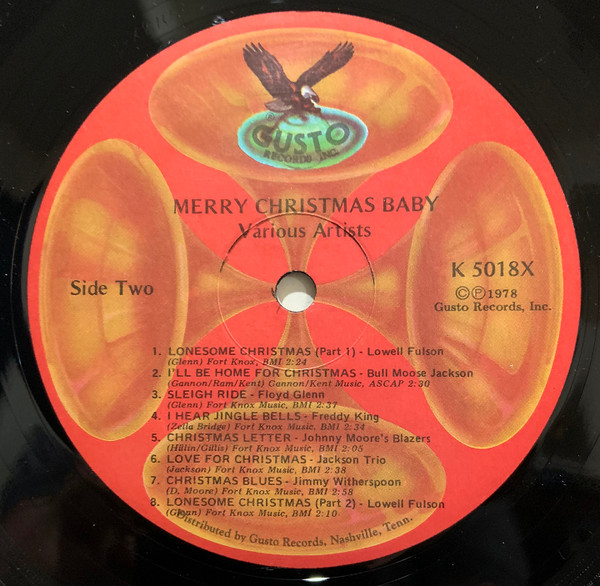 ® GUSTO
RECORDS INC.
MERRY CHRISTMAS BABY
Various Artists
Side Two
K 5018X
©℗1978
Gusto Records, Inc.
1. LONESOME CHRISTMAS (Part 1) - Lowell Fulson
(Glenn) Fort Knox, BMI 2:24
2. I'LL BE HOME FOR CHRISTMAS - Bull Moose Jackson
(Gannon/Ram/Kent) Gannon/Kent Music, ASCAP 2:30
3. SLEIGH RIDE - Floyd Glenn
(Glenn) Fort Knox Music, BMI 2:37
4. I HEAR JINGLE BELLS - Freddy King
(Zella Bridge) Fort Knox Music, BMI 2:34
5. CHRISTMAS LETTER - Johnny Moore's Blazers
(Hultin/Gillis) Fort Knox Music, BMI 2:05
6. LOVE FOR CHRISTMAS - Jackson Trio
(Jackson) Fort Knox Music, BMI 2:38
7. CHRISTMAS BLUES - Jimmy Witherspoon
(D. Moore) Fort Knox Music, BMI 2:58
8. LONESOME CHRISTMAS (Part 2) - Lowell Fulson
(Glenn) Fort Knox Music, BMI 2:10
Distributed by Gusto Records, Nashville, Tenn.